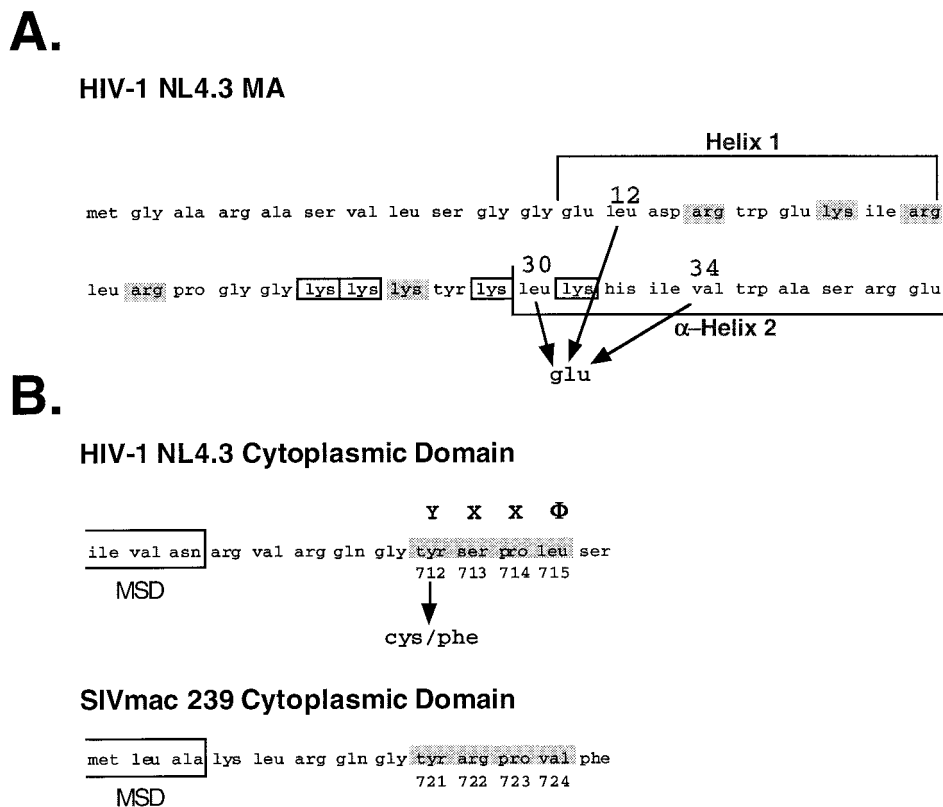 A.
HIV-1 NL4.3 MA
Helix 1
12
met gly ala arg ala ser val leu ser gly gly glu leu asp arg trp glu lys ile arg
30 34
leu arg pro gly gly lys lys lys tyr lys leu lys his ile val trp ala ser arg glu
α-Helix 2
glu
B.
HIV-1 NL4.3 Cytoplasmic Domain
Y X X Φ
ile val asn arg val arg gln gly tyr ser pro leu ser
712 713 714 715
MSD
cys/phe
SIVmac 239 Cytoplasmic Domain
met leu ala lys leu arg gln gly tyr arg pro val phe
721 722 723 724
MSD